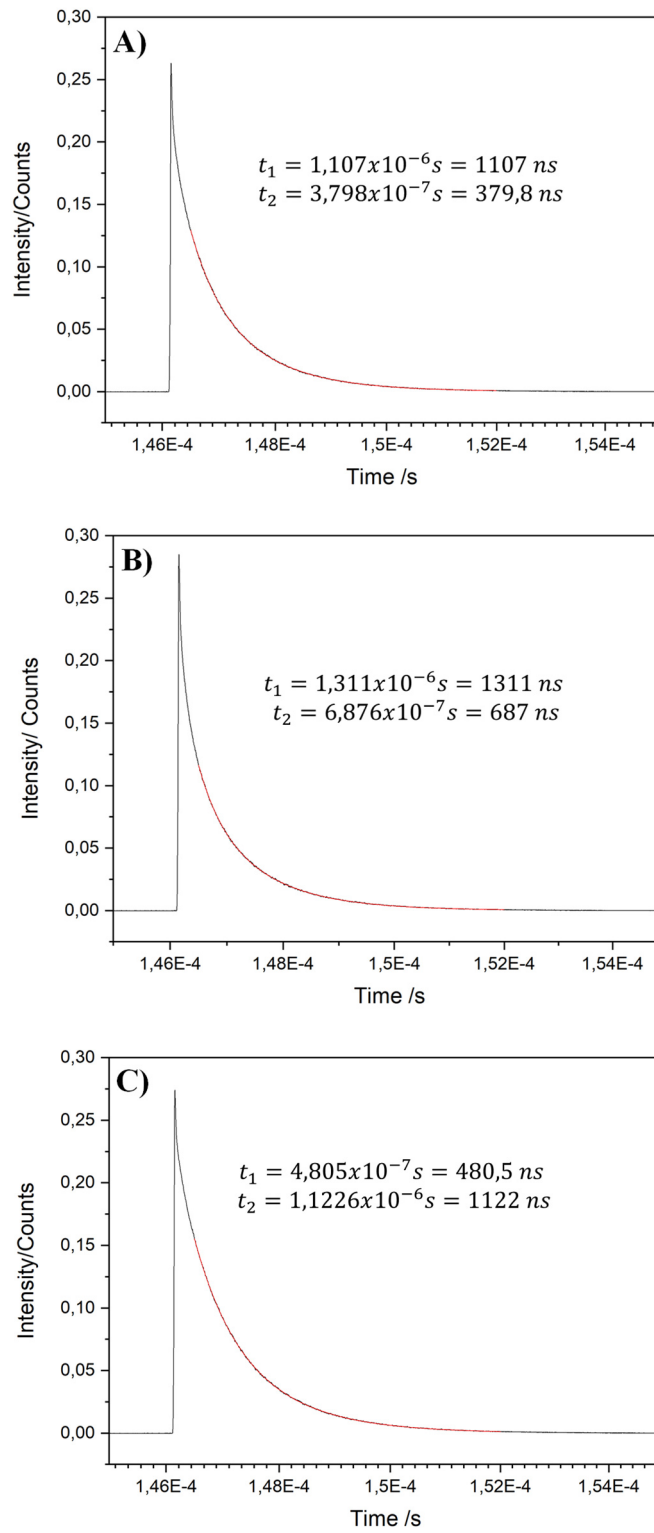 A)
0,30
0,25
0,20
0,15
0,10
0,05
0,00
Intensity/Counts
t₁ = 1,107x10⁻⁶s = 1107 ns
t₂ = 3,798x10⁻⁷s = 379,8 ns
1,46E-4 1,48E-4 1,5E-4 1,52E-4 1,54E-4
Time /s
B)
0,30
0,25
0,20
0,15
0,10
0,05
0,00
Intensity/ Counts
t₁ = 1,311x10⁻⁶s = 1311 ns
t₂ = 6,876x10⁻⁷s = 687 ns
1,46E-4 1,48E-4 1,5E-4 1,52E-4 1,54E-4
Time /s
C)
0,30
0,25
0,20
0,15
0,10
0,05
0,00
Intensity/Counts
t₁ = 4,805x10⁻⁷s = 480,5 ns
t₂ = 1,1226x10⁻⁶s = 1122 ns
1,46E-4 1,48E-4 1,5E-4 1,52E-4 1,54E-4
Time /s